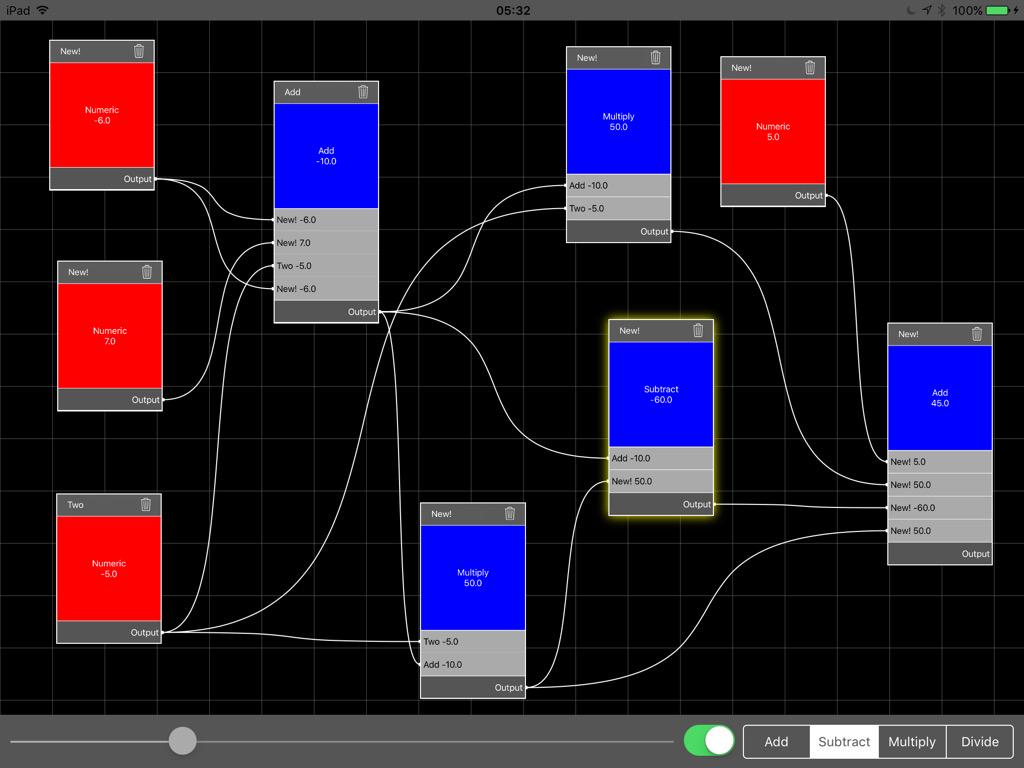 iPad 05:32 100%
New!
Numeric
-6.0
Output
Add
Add
-10.0
New! -6.0
New! 7.0
Two -5.0
New! -6.0
Output
New!
Multiply
50.0
Add -10.0
Two -5.0
Output
New!
Numeric
5.0
Output
New!
Numeric
7.0
Output
New!
Subtract
-60.0
Add -10.0
New! 50.0
Output
New!
Add
45.0
New! 5.0
New! 50.0
New! -60.0
New! 50.0
Output
Two
Numeric
-5.0
Output
New!
Multiply
50.0
Two -5.0
Add -10.0
Output
Add Subtract Multiply Divide